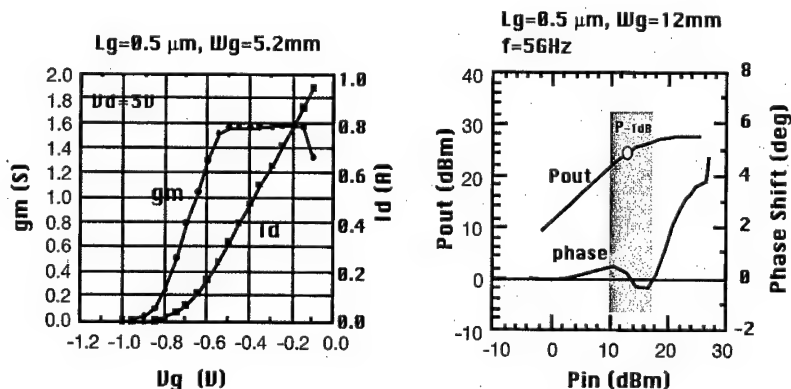 Lg=0.5 µm, Wg=5.2mm
2.0
1.8
1.6
1.4
1.2
1.0
0.8
0.6
0.4
0.2
0.0
gm (S)
Vd=3V
gm
Id
1.0
0.8
0.6
0.4
0.2
0.0
Id (A)
-1.2 -1.0 -0.8 -0.6 -0.4 -0.2 0.0
Vg (V)
Lg=0.5 µm, Wg=12mm
f=5GHz
40
30
20
10
0
-10
Pout (dBm)
P-1dB
Pout
phase
8
6
4
2
0
-2
Phase Shift (deg)
-10 0 10 20 30
Pin (dBm)